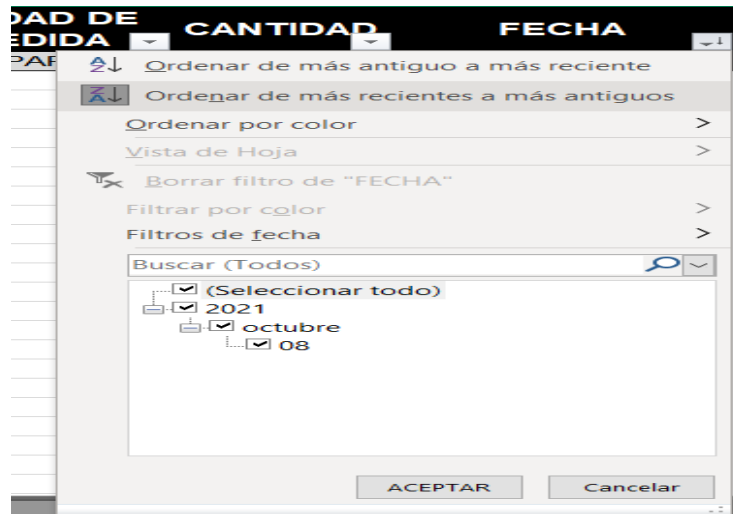 DAD DE
EDIDA
CANTIDAD
FECHA
PAR
Ordenar de más antiguo a más reciente
Ordenar de más recientes a más antiguos
Ordenar por color
Vista de Hoja
Borrar filtro de "FECHA"
Filtrar por color
Filtros de fecha
Buscar (Todos)
(Seleccionar todo)
2021
octubre
08
ACEPTAR
Cancelar